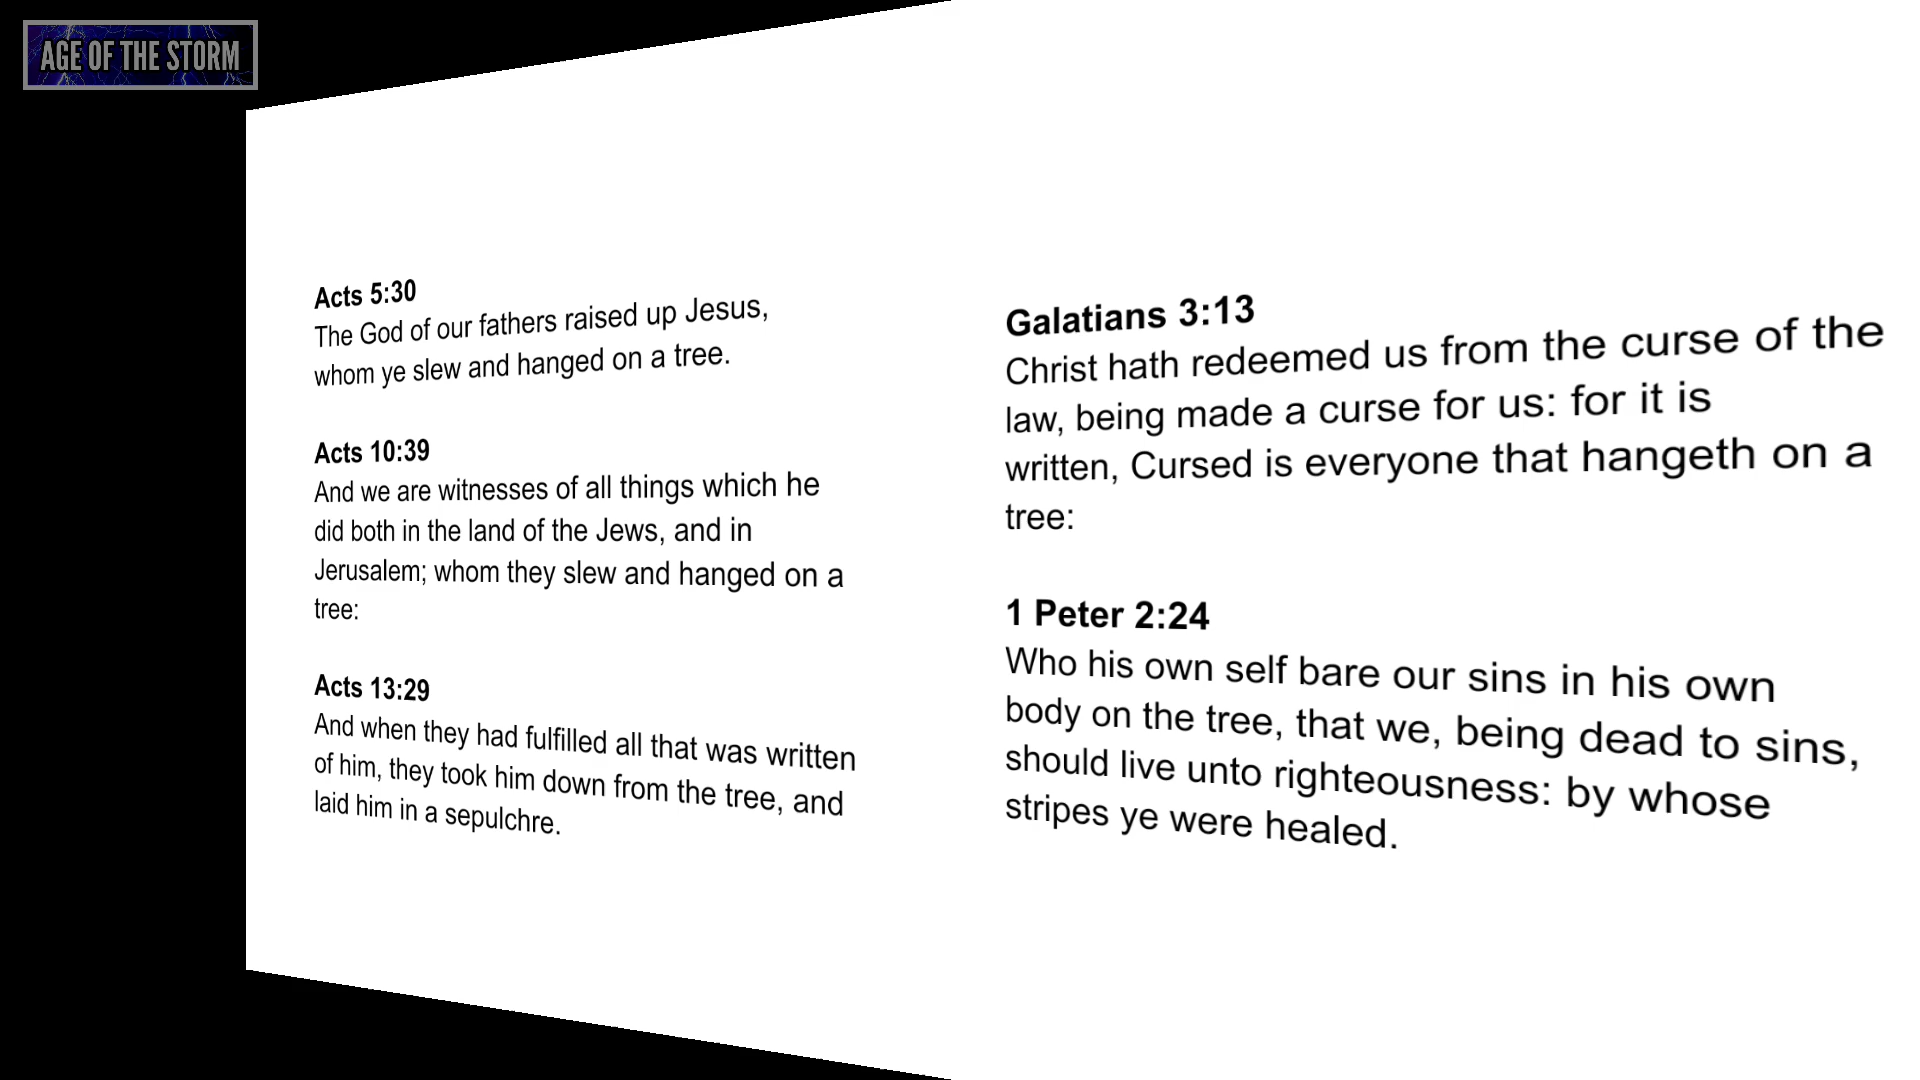 AGE OF THE STORM
Acts 5:30
The God of our fathers raised up Jesus,
whom ye slew and hanged on a tree.
Acts 10:39
And we are witnesses of all things which he
did both in the land of the Jews, and in
Jerusalem; whom they slew and hanged on a
tree:
Acts 13:29
And when they had fulfilled all that was written
of him, they took him down from the tree, and
laid him in a sepulchre.
Galatians 3:13
Christ hath redeemed us from the curse of the
law, being made a curse for us: for it is
written, Cursed is everyone that hangeth on a
tree:
1 Peter 2:24
Who his own self bare our sins in his own
body on the tree, that we, being dead to sins,
should live unto righteousness: by whose
stripes ye were healed.